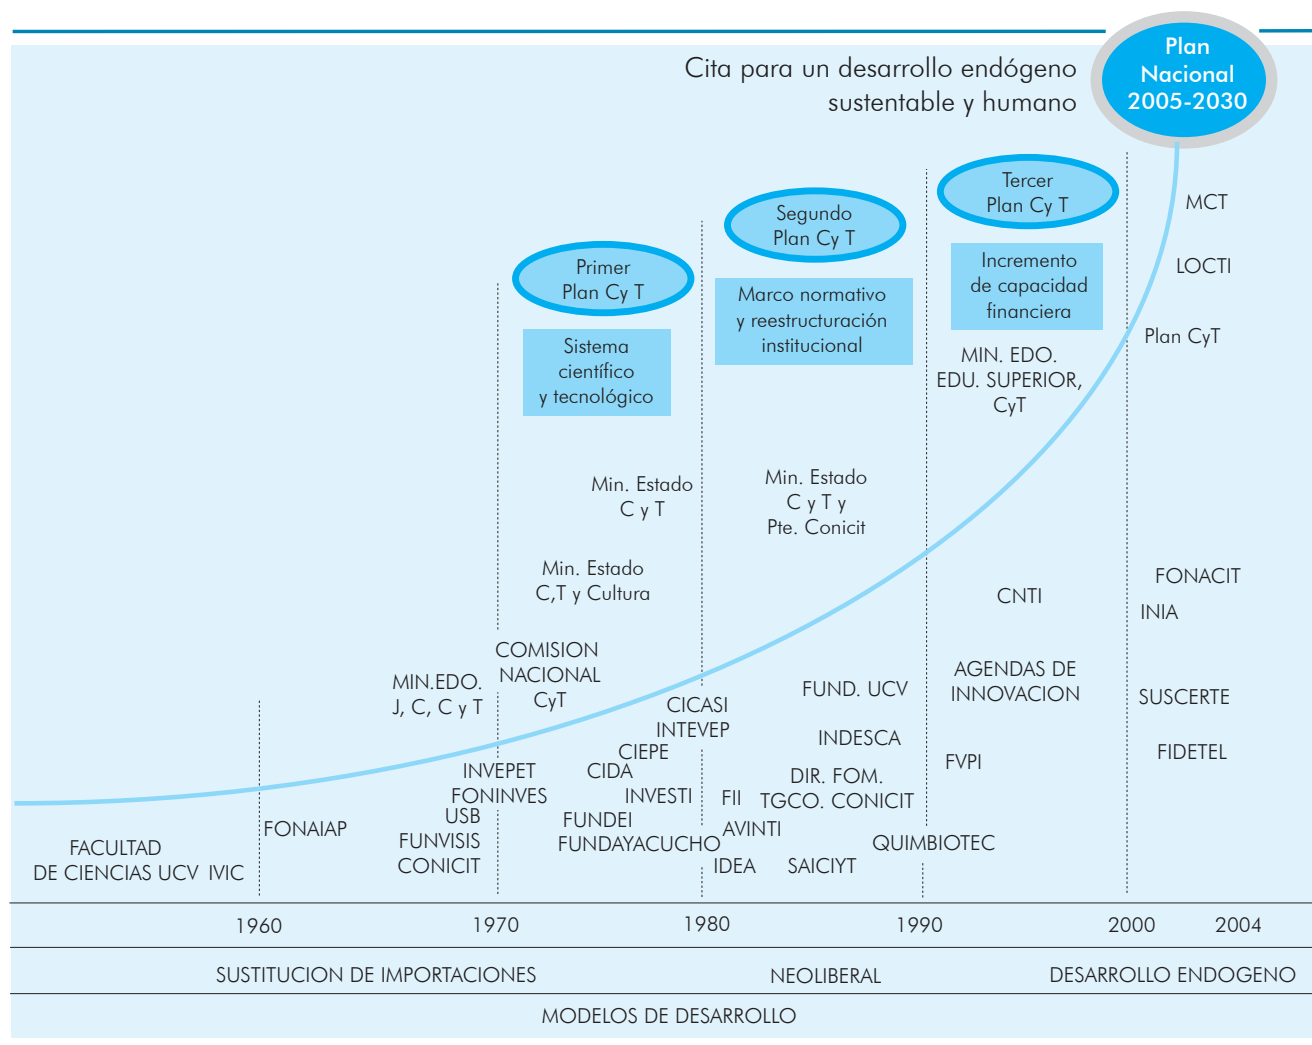 Plan
Nacional
2005-2030
Cita para un desarrollo endógeno
sustentable y humano
Primer
Plan Cy T
Sistema
científico
y tecnológico
Segundo
Plan Cy T
Marco normativo
y reestructuración
institucional
Tercer
Plan Cy T
Incremento
de capacidad
financiera
MIN. EDO.
EDU. SUPERIOR,
CyT
MCT
LOCTI
Plan CyT
Min. Estado
C y T
Min. Estado
C y T y
Pte. Conicit
Min. Estado
C,T y Cultura
CNTI
FONACIT
INIA
MIN.EDO.
J, C, C y T
COMISION
NACIONAL
CyT
CICASI
INTEVEP
FUND. UCV
AGENDAS DE
INNOVACION
SUSCERTE
INDESCA
FIDETEL
CIEPE
FVPI
INVEPET
FONINVES
CIDA
INVESTI
FII
DIR. FOM.
TGCO. CONICIT
USB
FUNVISIS
CONICIT
FUNDEI
FUNDAYACUCHO
AVINTI
QUIMBIOTEC
IDEA
SAICIYT
FONAIAP
FACULTAD
DE CIENCIAS UCV IVIC
1960 1970 1980 1990 2000 2004
SUSTITUCION DE IMPORTACIONES NEOLIBERAL DESARROLLO ENDOGENO
MODELOS DE DESARROLLO